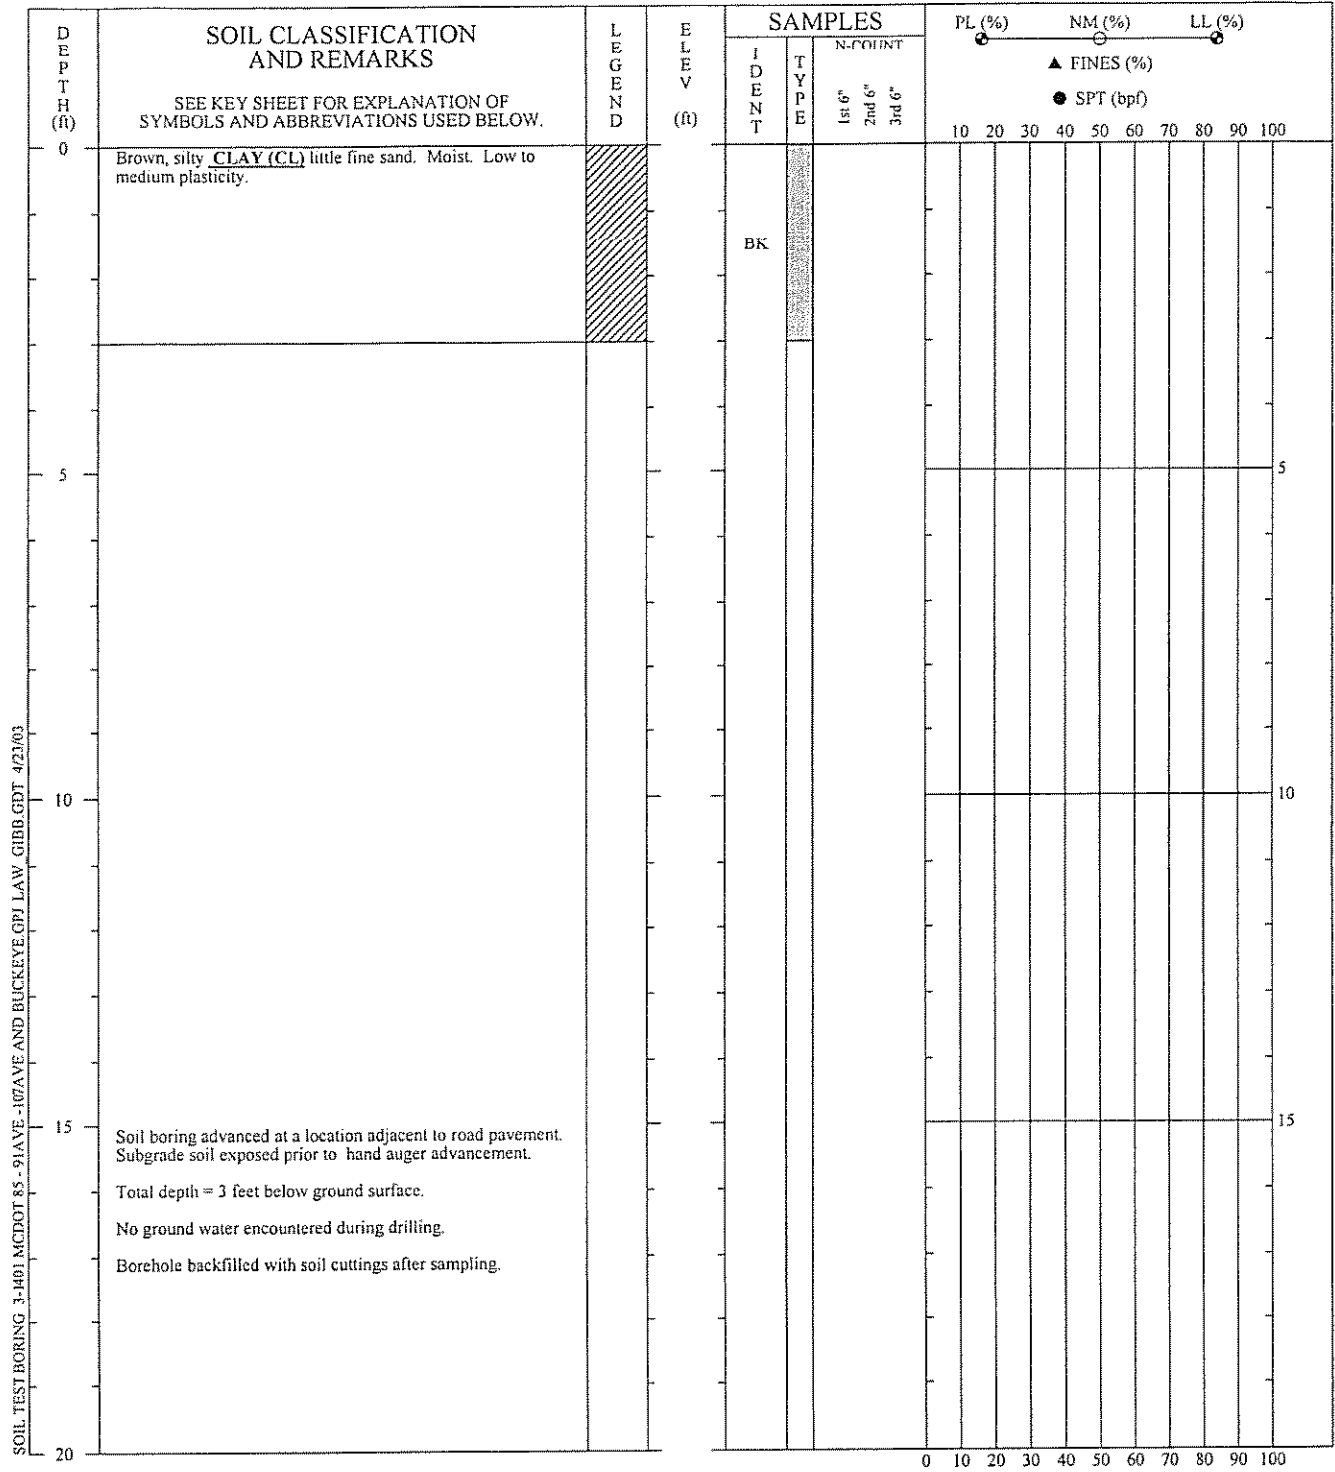 DEPTH (ft)
SOIL CLASSIFICATION
AND REMARKS
SEE KEY SHEET FOR EXPLANATION OF
SYMBOLS AND ABBREVIATIONS USED BELOW.
LEGEND
ELEV (ft)
SAMPLES
IDENT
TYPE
N-COUNT
1st 6"
2nd 6"
3rd 6"
PL (%) NM (%) LL (%)
▲ FINES (%)
● SPT (bpf)
10 20 30 40 50 60 70 80 90 100
0
Brown, silty CLAY (CL) little fine sand. Moist. Low to
medium plasticity.
BK
5
5
10
10
15
15
Soil boring advanced at a location adjacent to road pavement.
Subgrade soil exposed prior to hand auger advancement.
Total depth = 3 feet below ground surface.
No ground water encountered during drilling.
Borehole backfilled with soil cuttings after sampling.
20
0 10 20 30 40 50 60 70 80 90 100
SOIL TEST BORING 3-1401 MCDOT 85 - 91AVE -107AVE AND BUCKEYE.GPJ LAW_GIBB.GDT 4/23/03